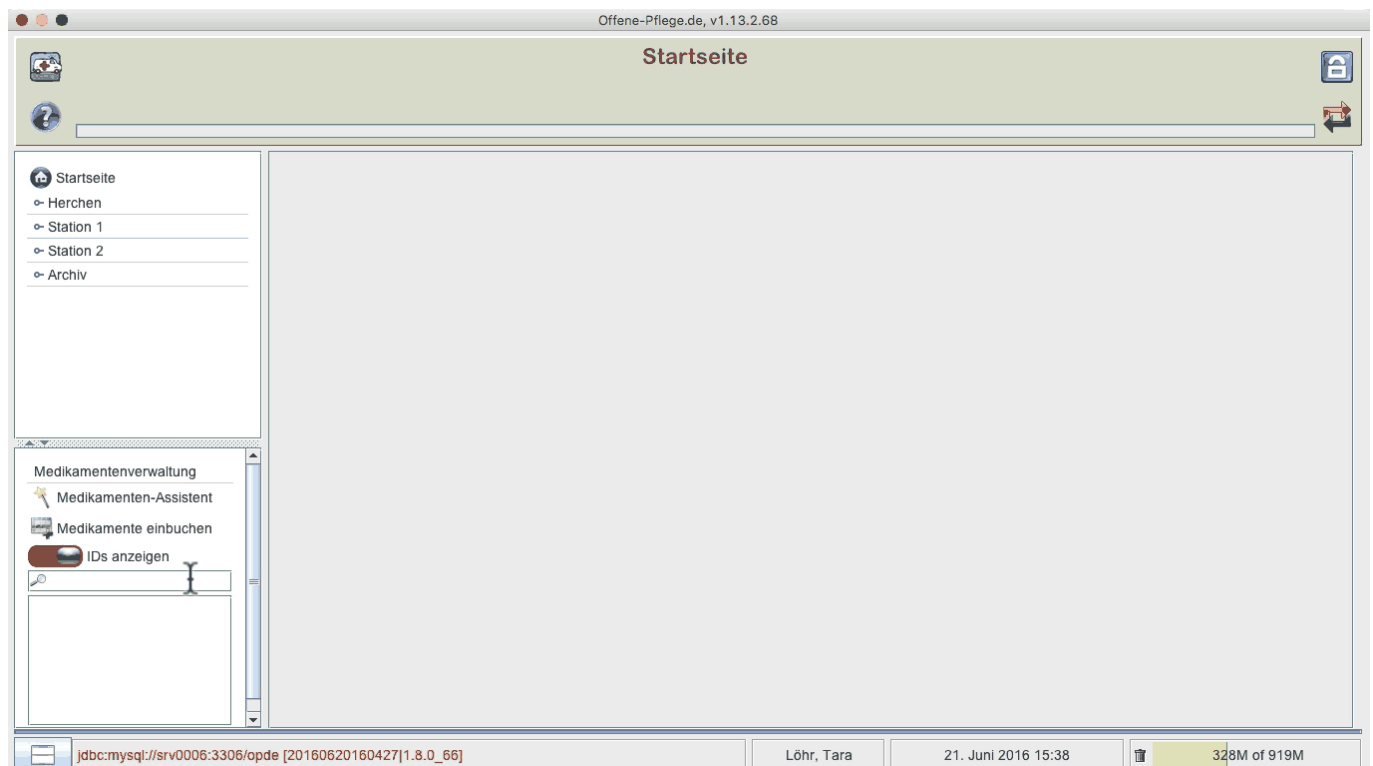 Offene-Pflege.de, v1.13.2.68
Startseite
Startseite
Herchen
Station 1
Station 2
Archiv
Medikamentenverwaltung
Medikamenten-Assistent
Medikamente einbuchen
IDs anzeigen
jdbc:mysql://srv0006:3306/opde [20160620160427|1.8.0_66]
Löhr, Tara
21. Juni 2016 15:38
328M of 919M